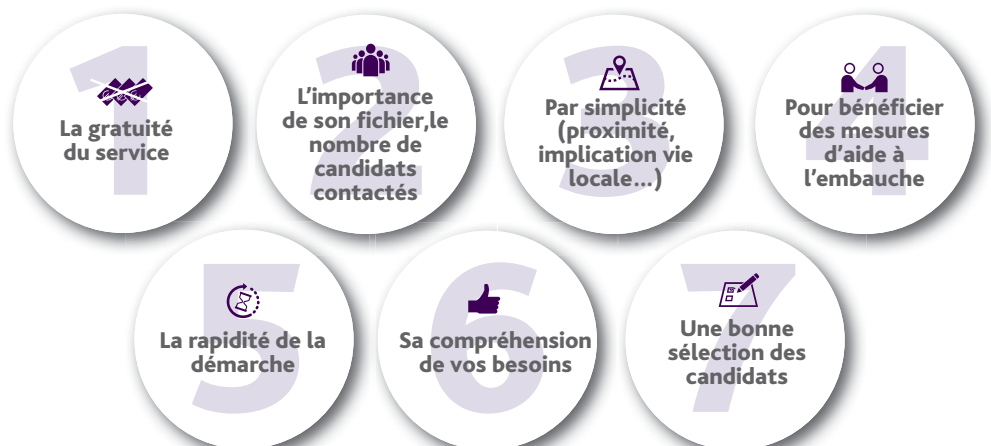 1
La gratuité
du service
2
L'importance
de son fichier,le
nombre de
candidats
contactés
3
Par simplicité
(proximité,
implication vie
locale...)
4
Pour bénéficier
des mesures
d'aide à
l'embauche
5
La rapidité de la
démarche
6
Sa compréhension
de vos besoins
7
Une bonne
sélection des
candidats